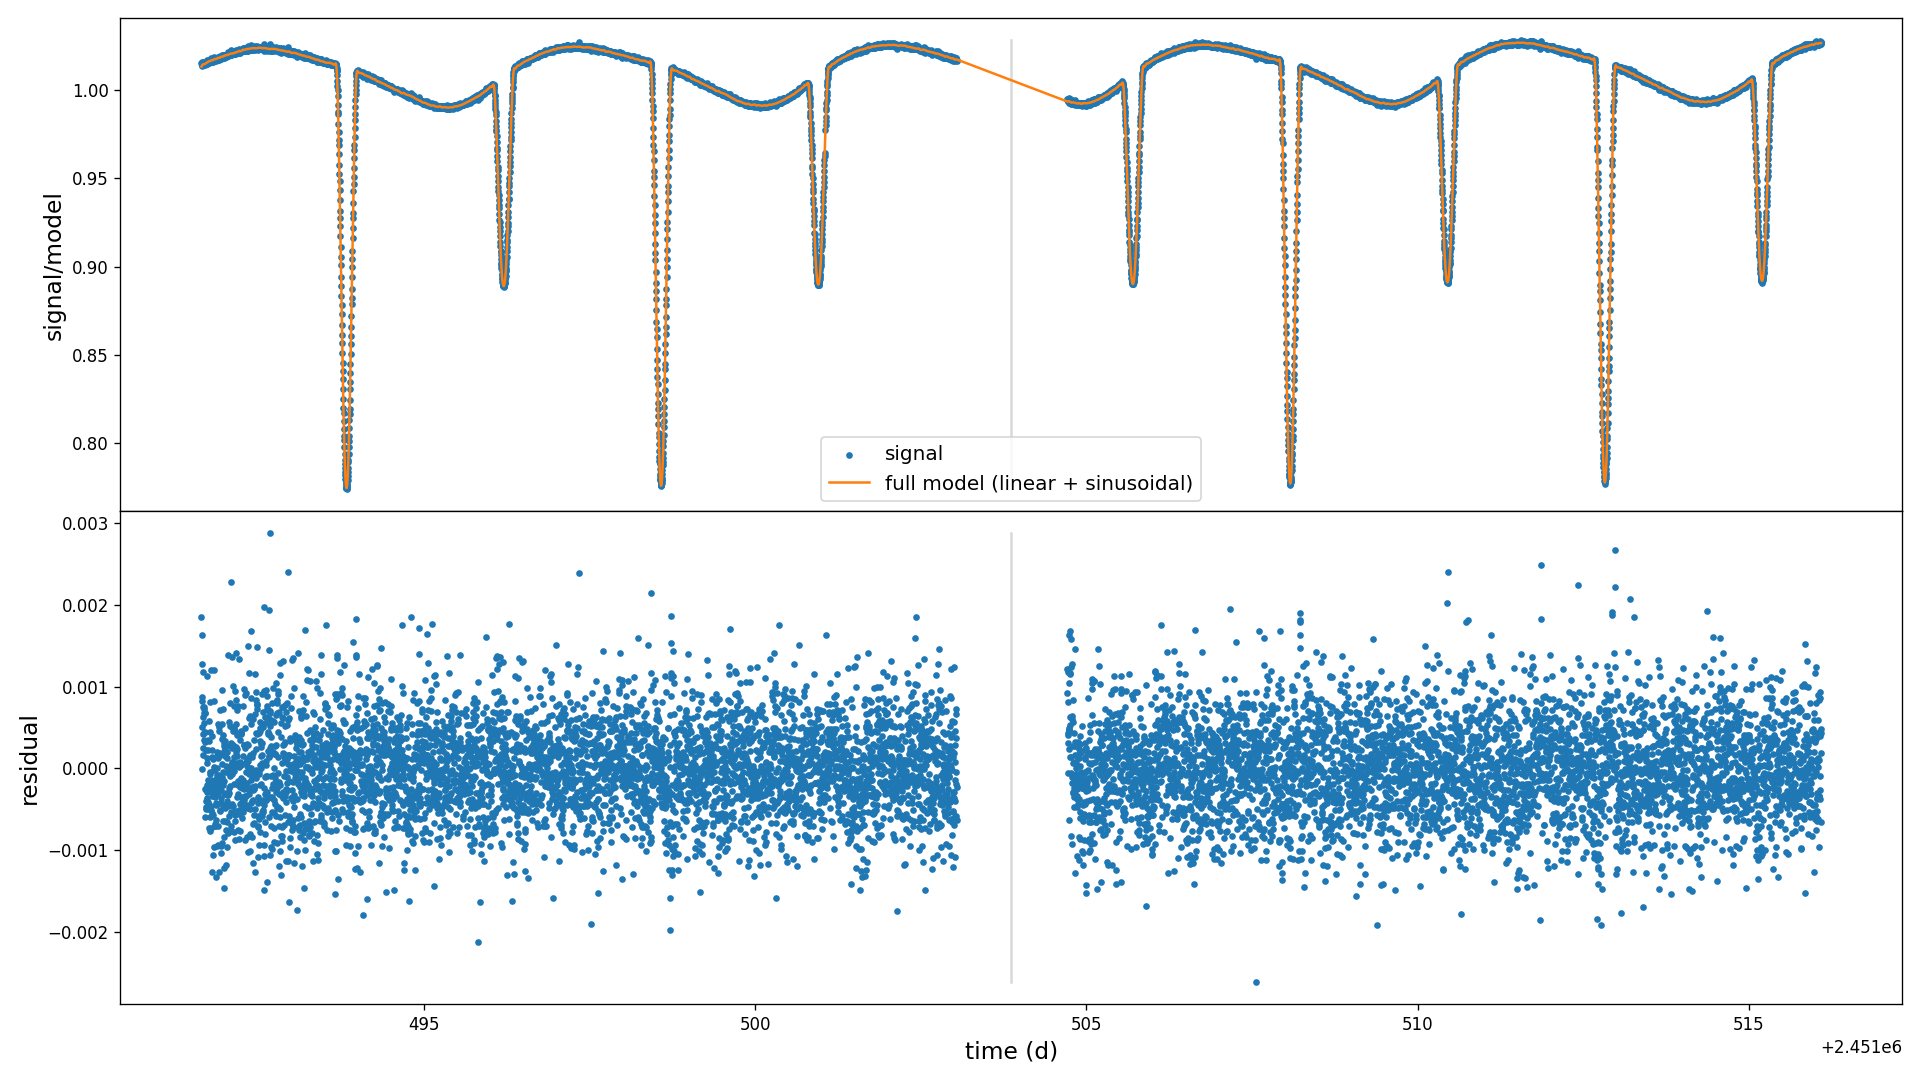 signal/model
1.00
0.95
0.90
0.85
0.80
signal
full model (linear + sinusoidal)
residual
0.003
0.002
0.001
0.000
−0.001
−0.002
495
500
505
510
515
time (d)
+2.451e6